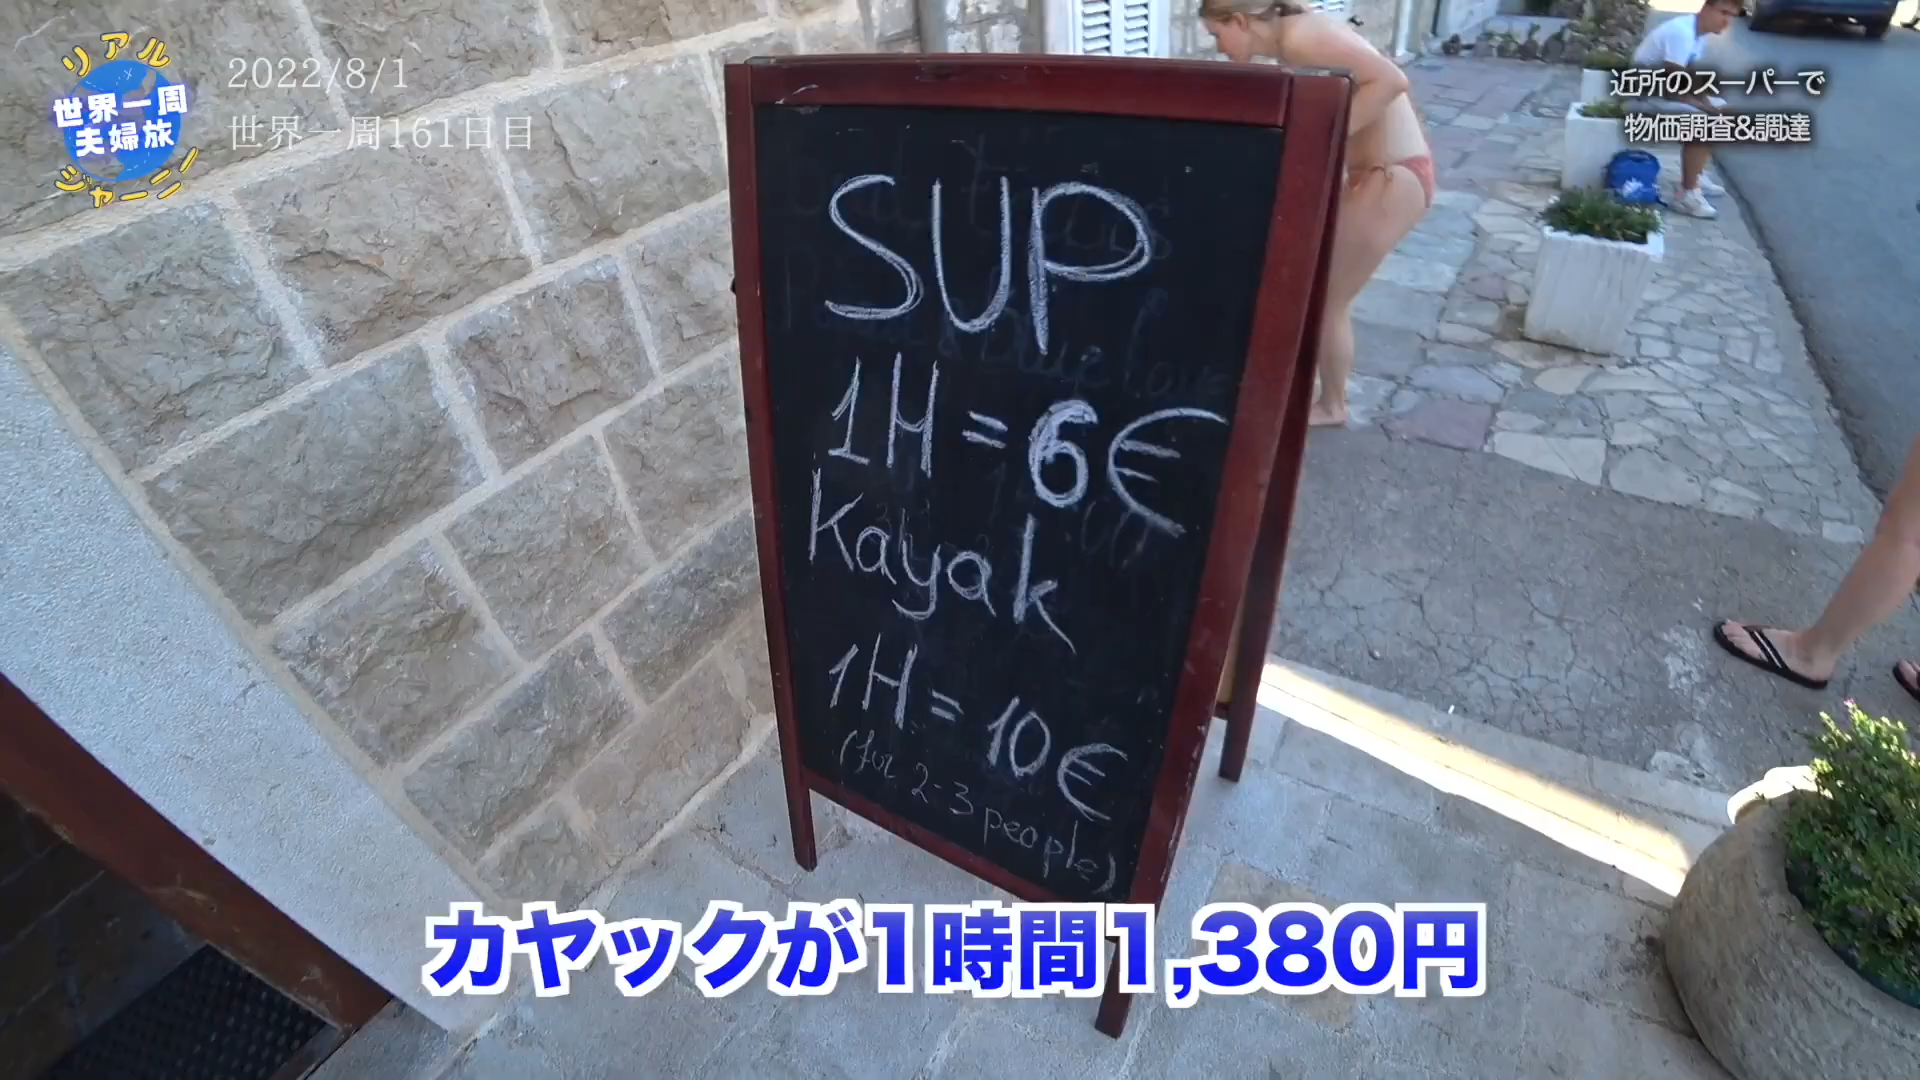 リアル
世界一周
夫婦旅
ジャーニー
2022/8/1
世界一周161日目
近所のスーパーで
物価調査&調達
SUP
1H = 6€
Kayak
1H = 10€
(for 2-3 people)
カヤックが1時間1,380円